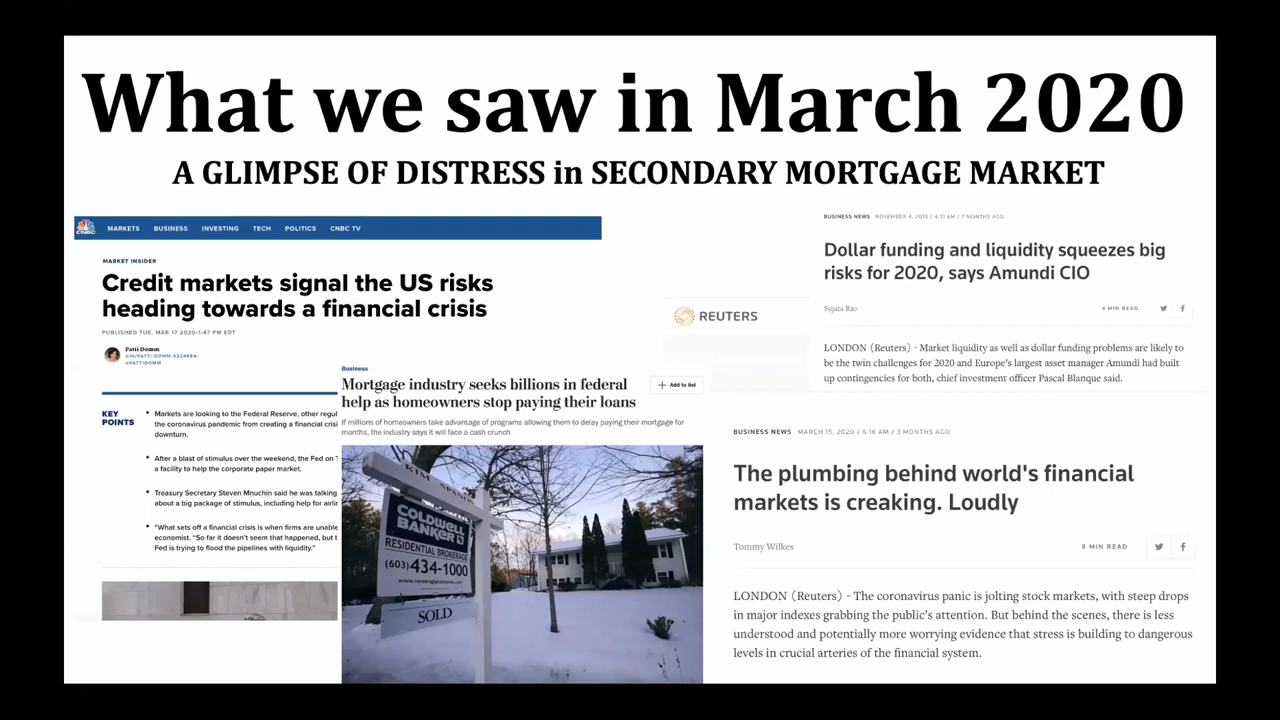 What we saw in March 2020
A GLIMPSE OF DISTRESS in SECONDARY MORTGAGE MARKET
CNBC
MARKETS BUSINESS INVESTING TECH POLITICS CNBC TV
MARKET INSIDER
Credit markets signal the US risks
heading towards a financial crisis
PUBLISHED TUE, MAR 17 2020•1:47 PM EDT
Patti Domm
@PATTIDOMM
KEY
POINTS
• Markets are looking to the Federal Reserve, other regul
the coronavirus pandemic from creating a financial crisi
downturn.
• After a blast of stimulus over the weekend, the Fed on T
a facility to help the corporate paper market.
• Treasury Secretary Steven Mnuchin said he was talking
about a big package of stimulus, including help for airlin
• "What sets off a financial crisis is when firms are unable
economist. "So far it doesn't seem that happened, but t
Fed is trying to flood the pipelines with liquidity."
Business
Mortgage industry seeks billions in federal
help as homeowners stop paying their loans
+ Add to list
If millions of homeowners take advantage of programs allowing them to delay paying their mortgage for
months, the industry says it will face a cash crunch
COLDWELL
BANKER
RESIDENTIAL BROKERAGE
(603)434-1000
SOLD
REUTERS
BUSINESS NEWS NOVEMBER 4, 2019 / 4:31 AM / 7 MONTHS AGO
Dollar funding and liquidity squeezes big
risks for 2020, says Amundi CIO
Sujata Rao
4 MIN READ
LONDON (Reuters) - Market liquidity as well as dollar funding problems are likely to
be the twin challenges for 2020 and Europe's largest asset manager Amundi had built
up contingencies for both, chief investment officer Pascal Blanque said.
BUSINESS NEWS MARCH 15, 2020 / 6:16 AM / 3 MONTHS AGO
The plumbing behind world's financial
markets is creaking. Loudly
Tommy Wilkes
8 MIN READ
LONDON (Reuters) - The coronavirus panic is jolting stock markets, with steep drops
in major indexes grabbing the public's attention. But behind the scenes, there is less
understood and potentially more worrying evidence that stress is building to dangerous
levels in crucial arteries of the financial system.